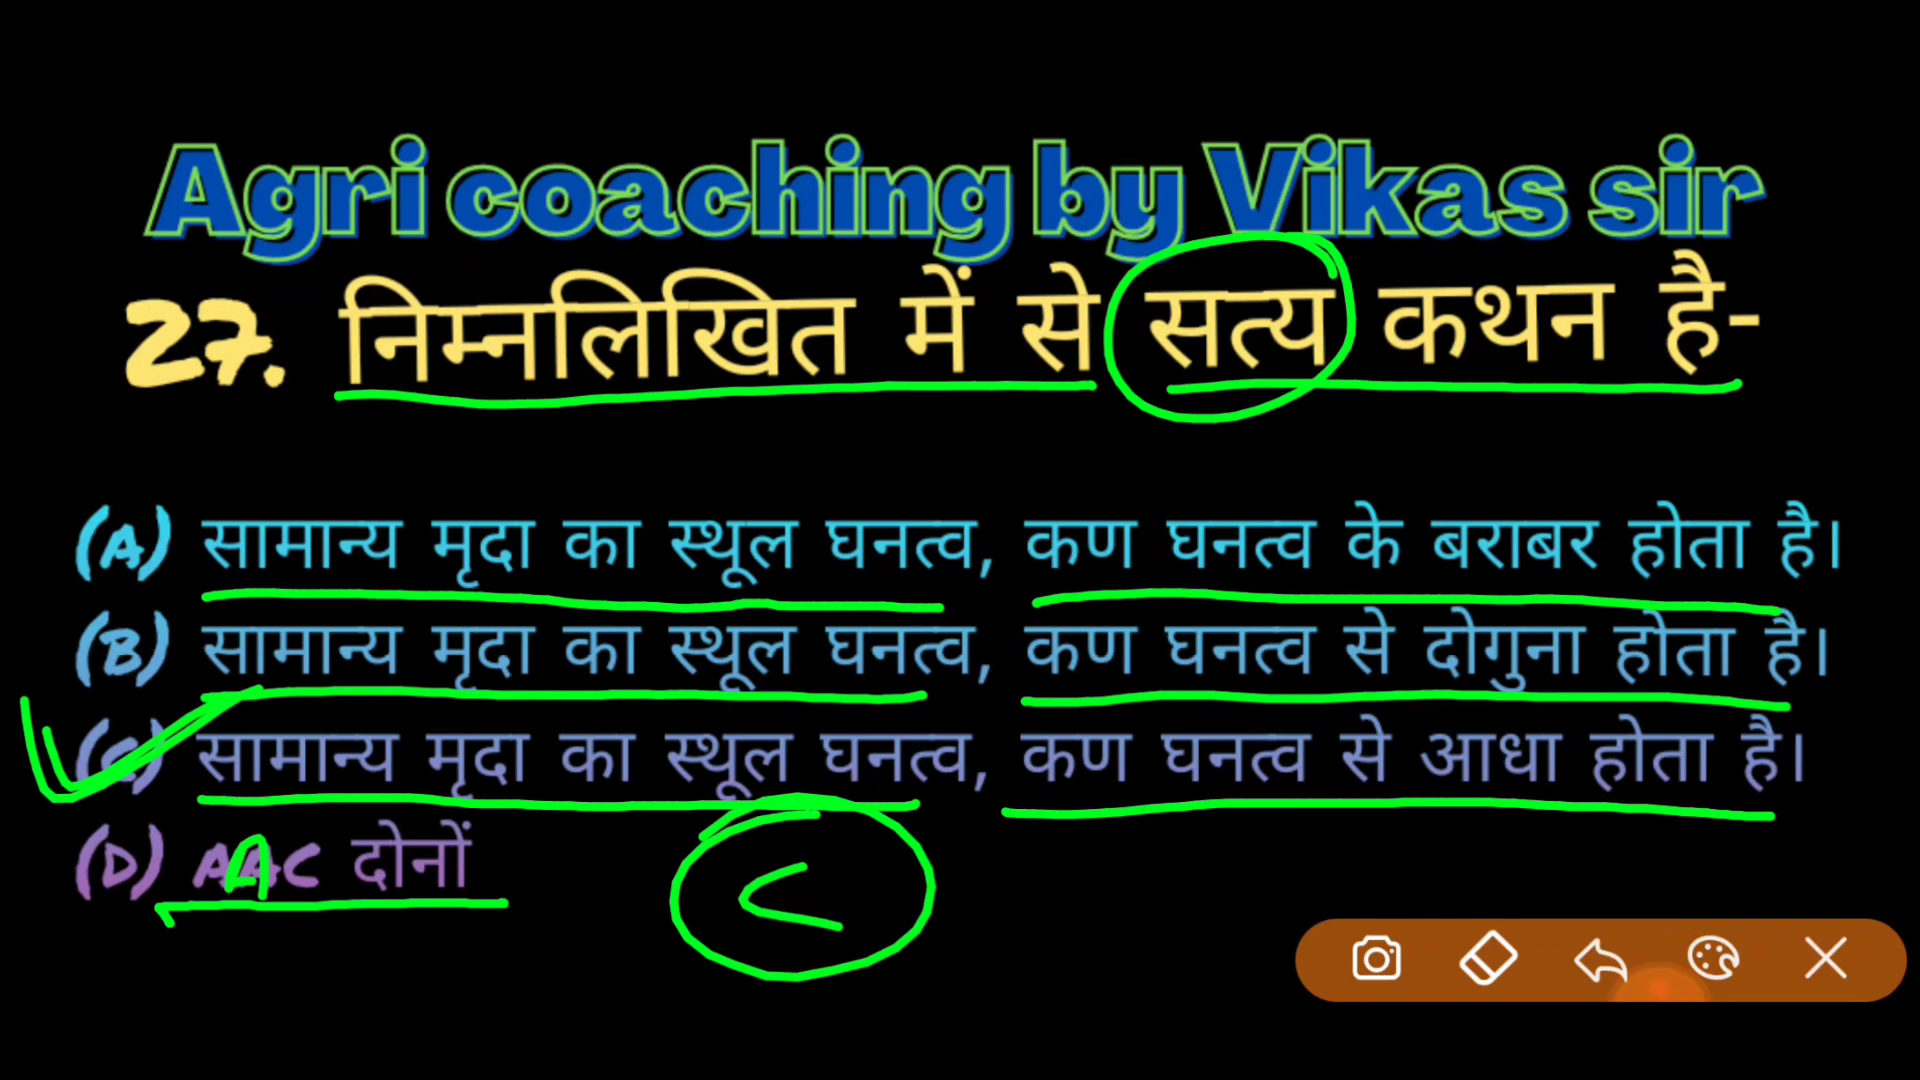 Agri coaching by Vikas sir
27. निम्नलिखित में से सत्य कथन है-
(A) सामान्य मृदा का स्थूल घनत्व, कण घनत्व के बराबर होता है।
(B) सामान्य मृदा का स्थूल घनत्व, कण घनत्व से दोगुना होता है।
(C) सामान्य मृदा का स्थूल घनत्व, कण घनत्व से आधा होता है।
(D) AAC दोनों
A
C